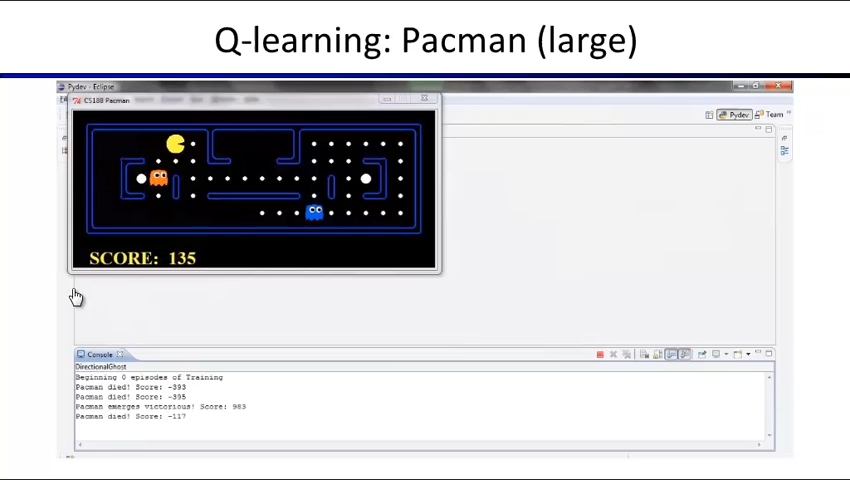 Q-learning: Pacman (large)
Pydev - Eclipse
CS188 Pacman
Pydev
Team
SCORE: 135
Console
DirectionalGhost
Beginning 0 episodes of Training
Pacman died! Score: -393
Pacman died! Score: -395
Pacman emerges victorious! Score: 983
Pacman died! Score: -117